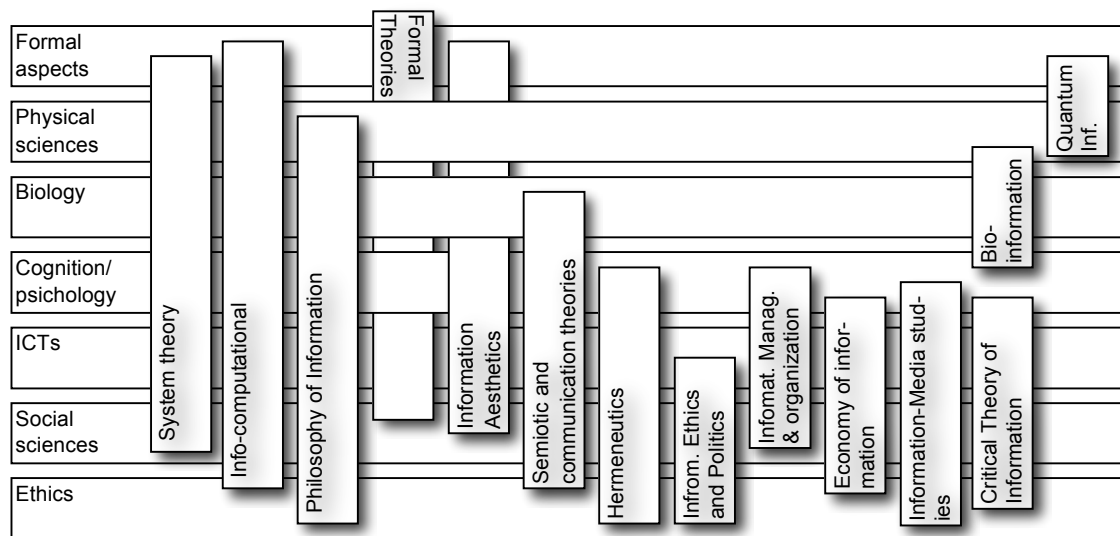 Formal
aspects
Physical
sciences
Biology
Cognition/
psichology
ICTs
Social
sciences
Ethics
System theory
Info-computational
Philosophy of Information
Formal
Theories
Information
Aesthetics
Semiotic and
communication theories
Hermeneutics
Infrom. Ethics
and Politics
Infomat. Manag.
& organization
Economy of infor-
mation
Information-Media stud-
ies
Critical Theory of
Information
Bio-
information
Quantum
Inf.